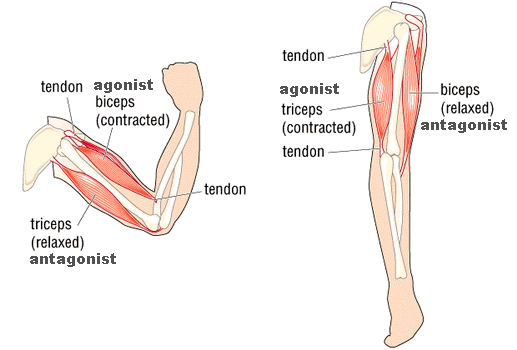 tendon
agonist
biceps
(contracted)
tendon
triceps
(relaxed)
antagonist
tendon
agonist
triceps
(contracted)
tendon
biceps
(relaxed)
antagonist